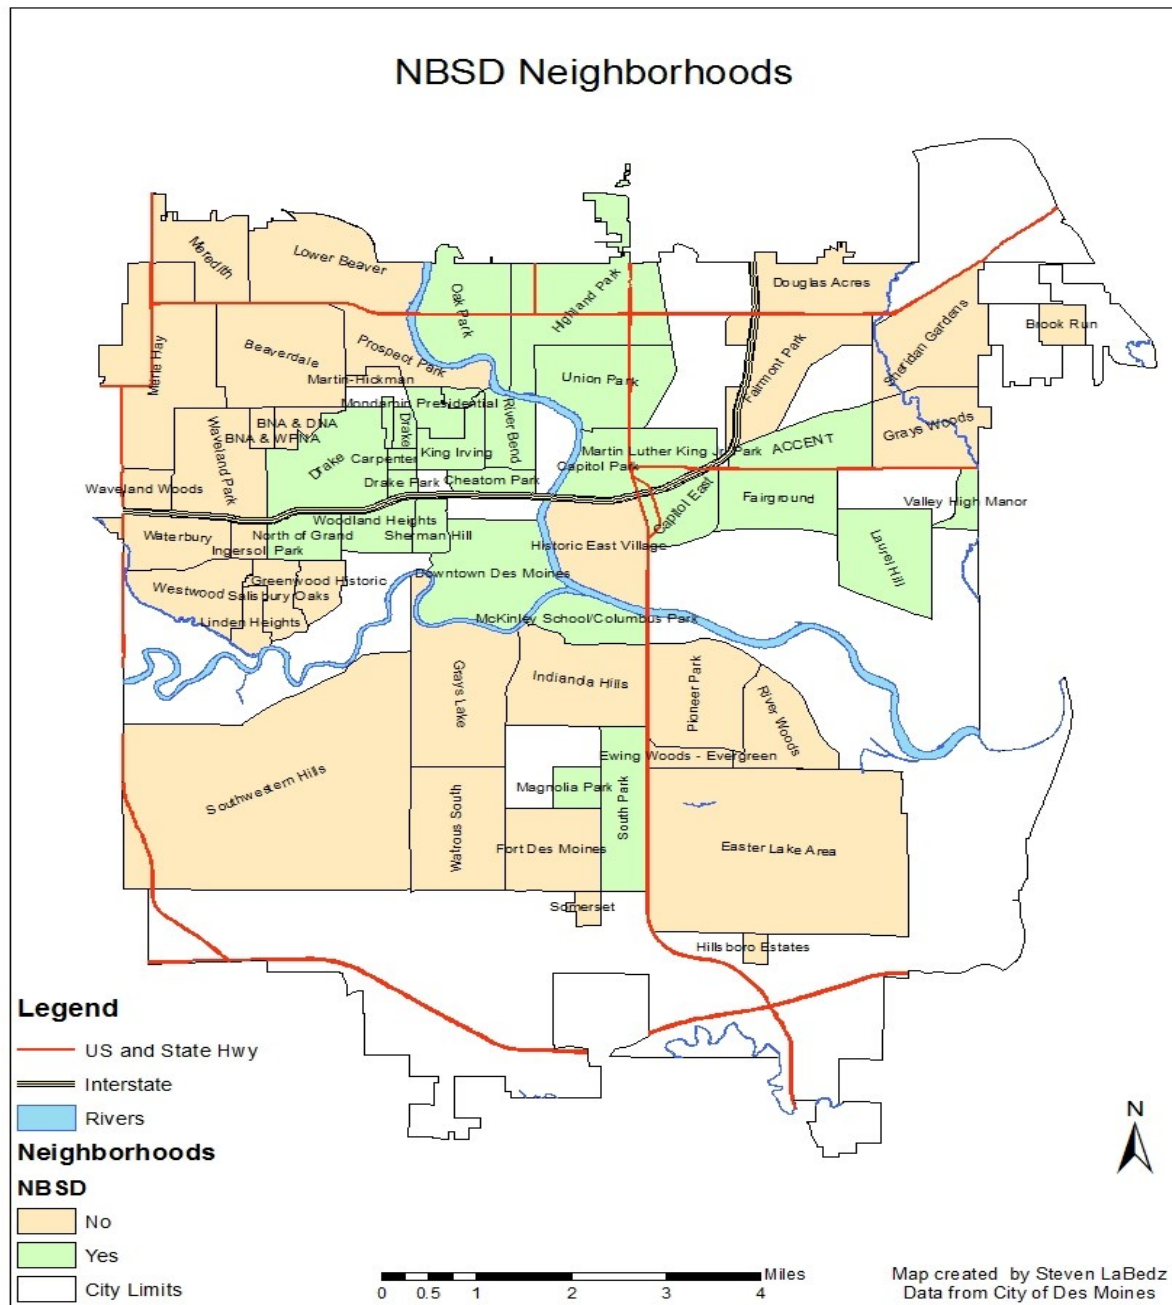 NBSD Neighborhoods
Meredith
Lower Beaver
Oak Park
Highland Park
Douglas Acres
Merle Hay
Beaverdale
Prospect Park
Union Park
Fairmont Park
Sheridan Gardens
Brook Run
Martin-Hickman
Mondamin Presidential
River Bend
BNA & DNA
BNA & WPNA
Waveland Park
Drake
Drake
Carpenter
King Irving
Martin Luther King Jr. Park
ACCENT
Grays Woods
Capitol Park
Drake Park
Cheatom Park
Waveland Woods
Capitol East
Fairground
Valley High Manor
Woodland Heights
Waterbury
North of Grand
Sherman Hill
Ingersol Park
Historic East Village
Laurel Hill
Westwood
Greenwood Historic
Downtown Des Moines
Salisbury Oaks
Linden Heights
McKinley School/Columbus Park
Grays Lake
Indianola Hills
Pioneer Park
River Woods
Ewing Woods - Evergreen
Southwestern Hills
Magnolia Park
South Park
Watrous South
Fort Des Moines
Easter Lake Area
Somerset
Hillsboro Estates
Legend
US and State Hwy
Interstate
Rivers
Neighborhoods
NBSD
No
Yes
City Limits
N
Miles
0 0.5 1 2 3 4
Map created by Steven LaBedz
Data from City of Des Moines